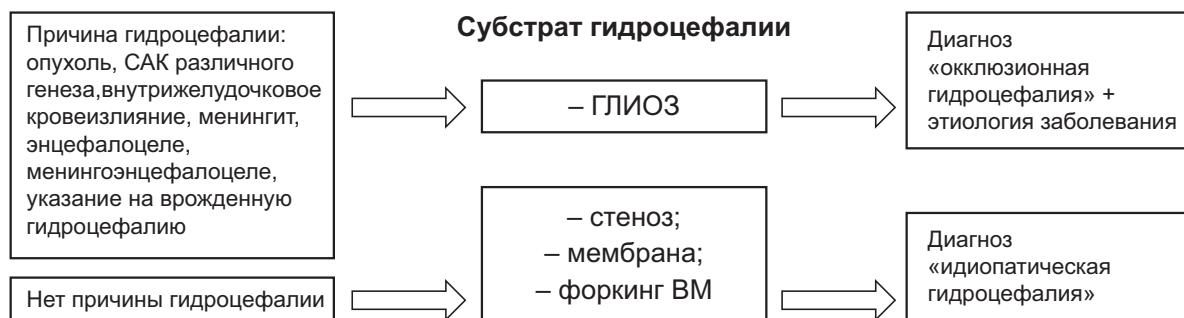 Субстрат гидроцефалии
Причина гидроцефалии:
опухоль, САК различного
генеза,внутрижелудочковое
кровеизлияние, менингит,
энцефалоцеле,
менингоэнцефалоцеле,
указание на врожденную
гидроцефалию
– ГЛИОЗ
Диагноз
«окклюзионная
гидроцефалия» +
этиология заболевания
Нет причины гидроцефалии
– стеноз;
– мембрана;
– форкинг ВМ
Диагноз
«идиопатическая
гидроцефалия»